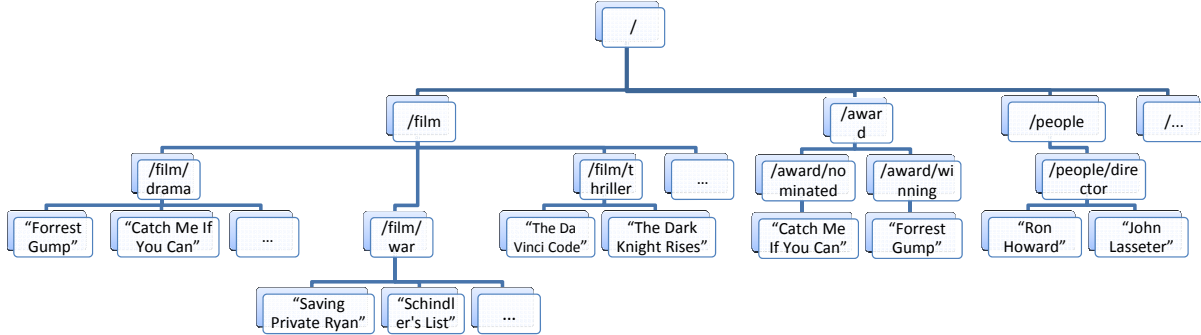 /
/film
/awar
d
/people
/...
/film/
drama
/film/t
hriller
...
/award/no
minated
/award/wi
nning
/people/dire
ctor
“Forrest
Gump”
“Catch Me If
You Can”
...
/film/
war
“The Da
Vinci Code”
“The Dark
Knight Rises”
“Catch Me
If You Can”
“Forrest
Gump”
“Ron
Howard”
“John
Lasseter”
“Saving
Private Ryan”
“Schindl
er's List”
...